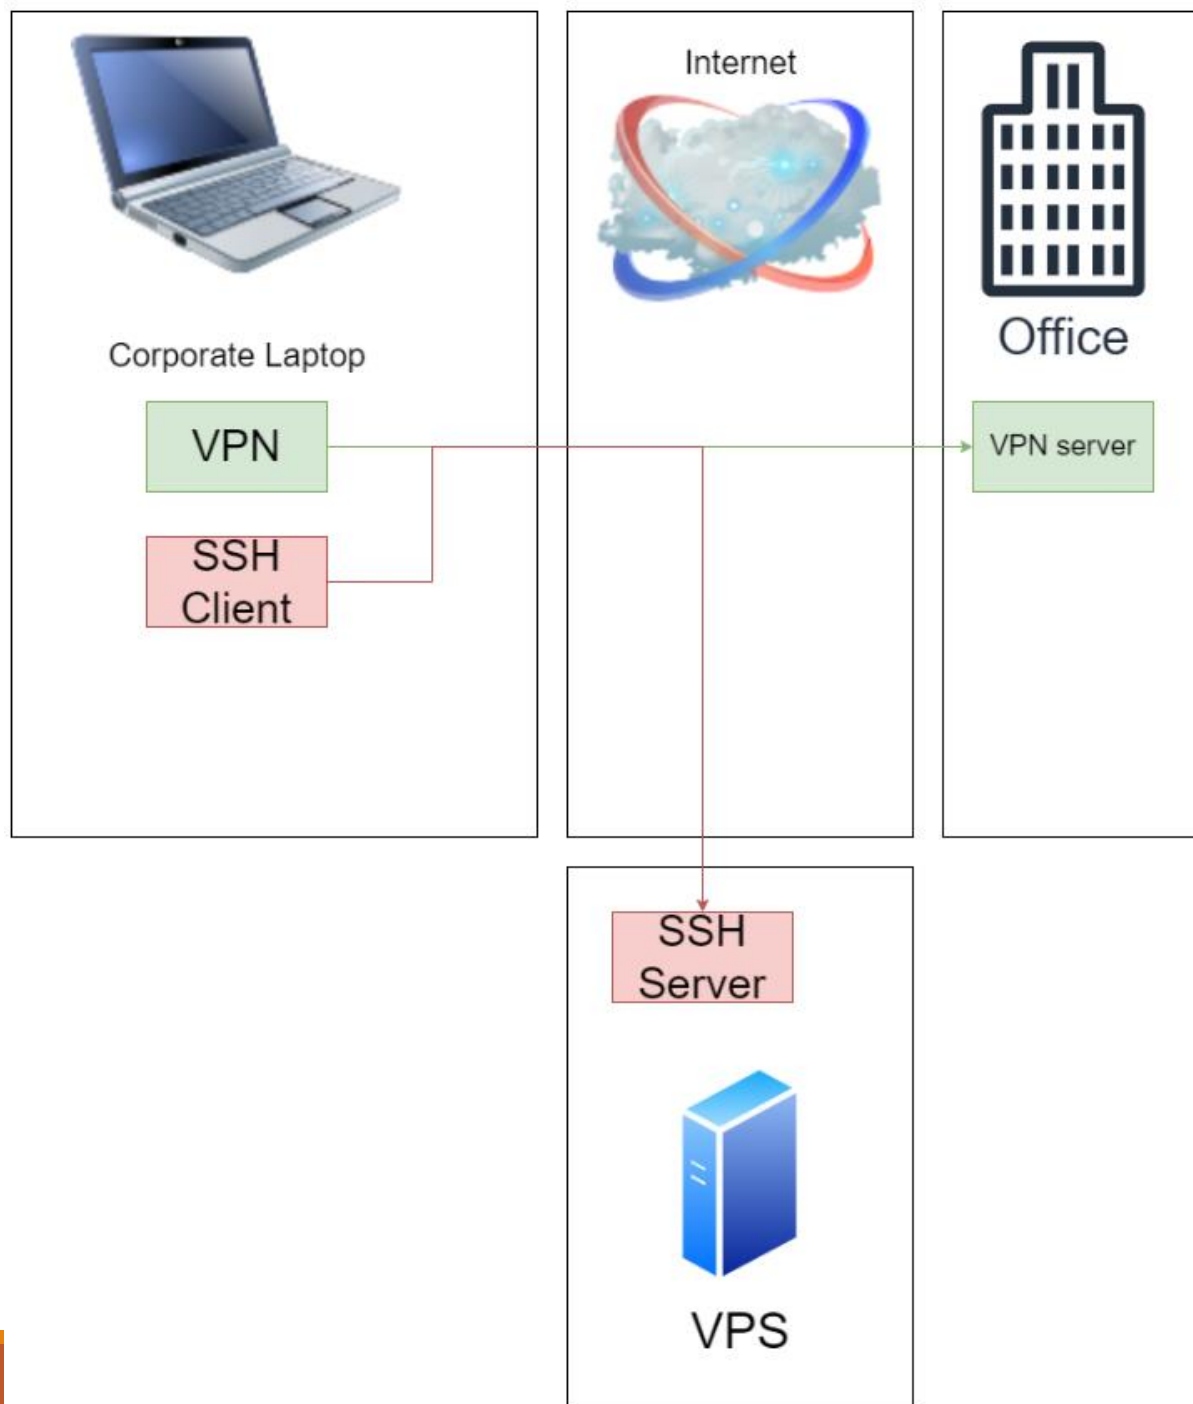 Internet
Corporate Laptop
Office
VPN
VPN server
SSH
Client
SSH
Server
VPS